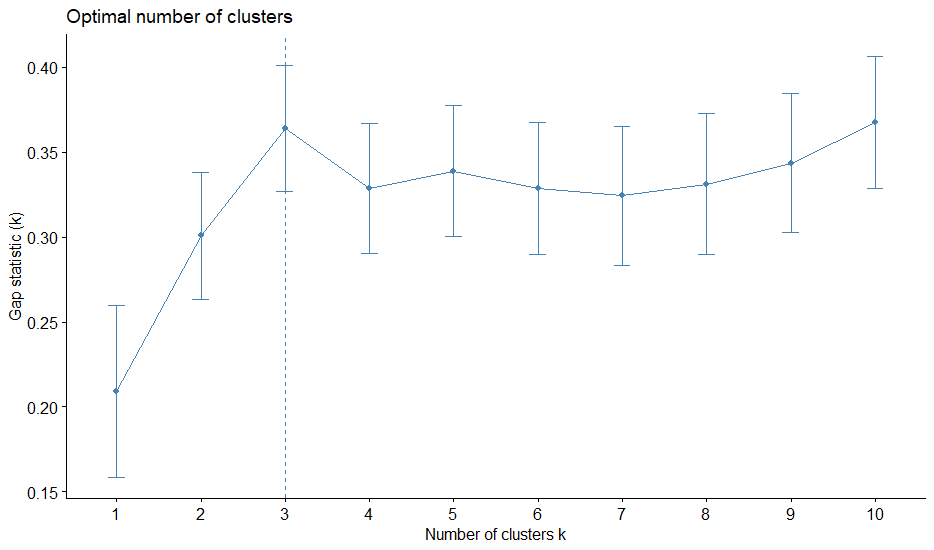 Optimal number of clusters
Gap statistic (k)
0.40
0.35
0.30
0.25
0.20
0.15
1 2 3 4 5 6 7 8 9 10
Number of clusters k